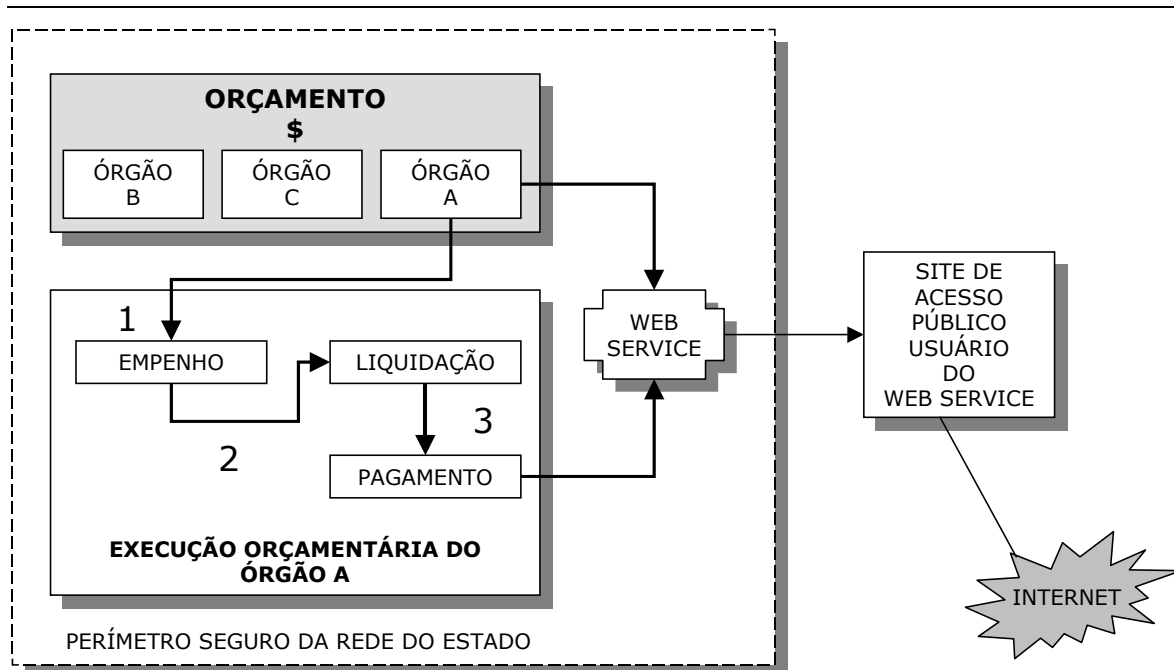 ORÇAMENTO
$
ÓRGÃO
B
ÓRGÃO
C
ÓRGÃO
A
1
EMPENHO
2
LIQUIDAÇÃO
3
PAGAMENTO
EXECUÇÃO ORÇAMENTÁRIA DO
ÓRGÃO A
PERÍMETRO SEGURO DA REDE DO ESTADO
WEB
SERVICE
SITE DE
ACESSO
PÚBLICO
USUÁRIO
DO
WEB SERVICE
INTERNET